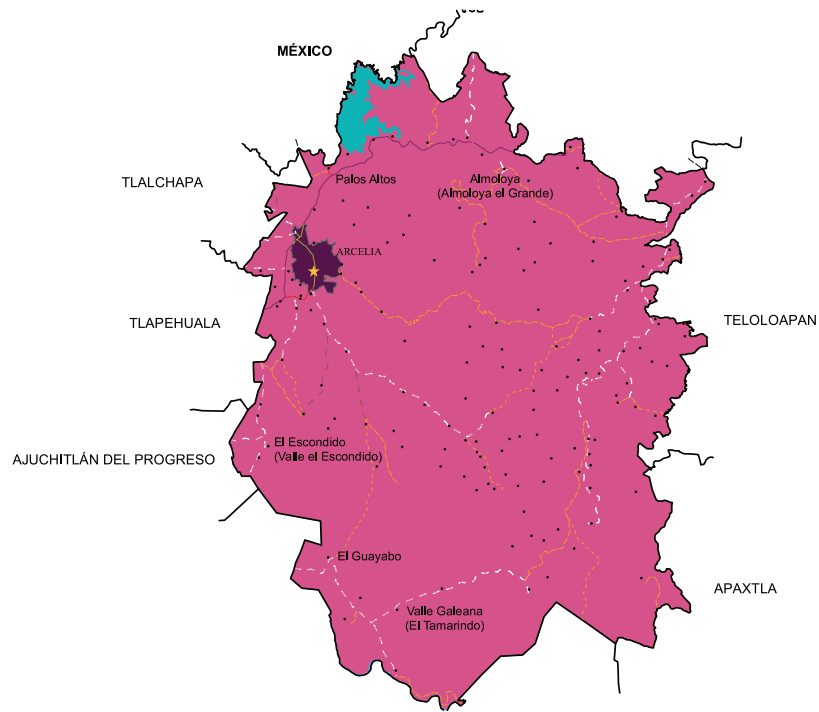 MÉXICO
TLALCHAPA
Palos Altos
Almoloya
(Almoloya el Grande)
ARCELIA
TLAPEHUALA
TELOLOAPAN
El Escondido
(Valle el Escondido)
AJUCHITLÁN DEL PROGRESO
El Guayabo
APAXTLA
Valle Galeana
(El Tamarindo)